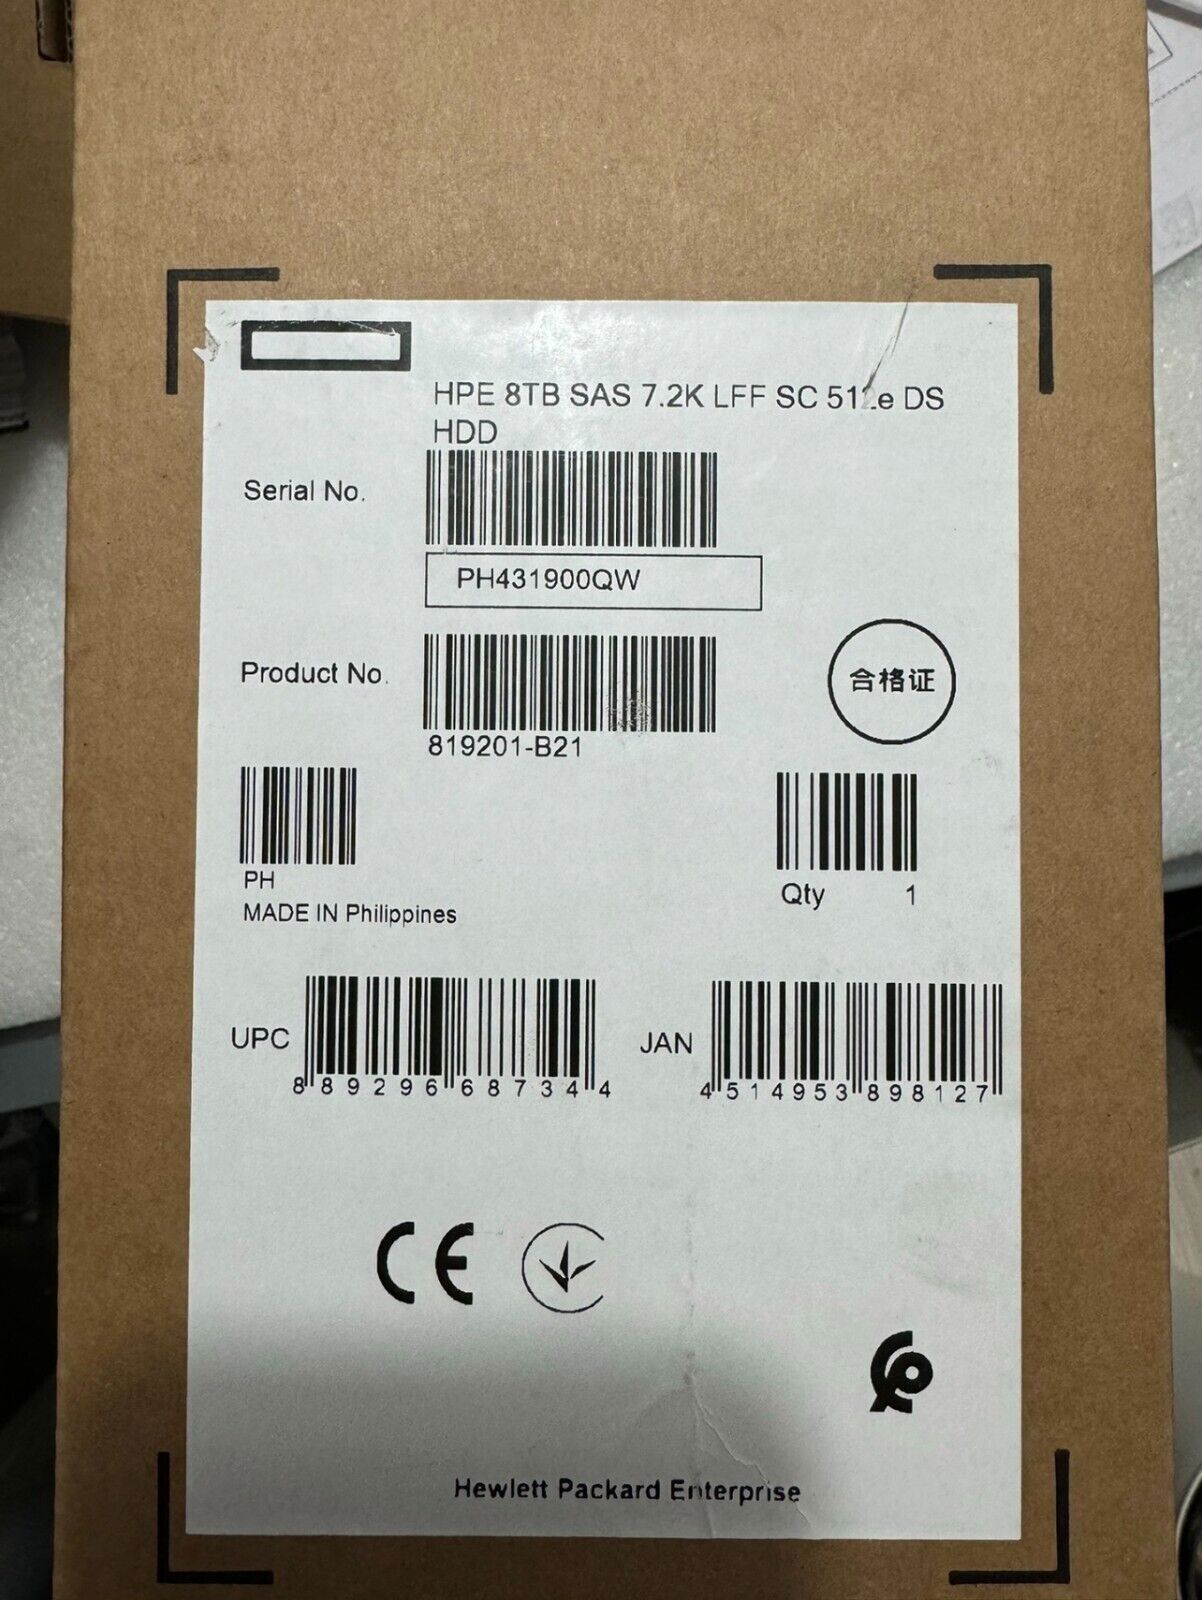 HPE 8TB SAS 7.2K LFF SC 512e DS
HDD
Serial No.
PH431900QW
Product No.
819201-B21
合格证
PH
MADE IN Philippines
Qty 1
UPC
8 89296 68734 4
JAN
4 514953 898127
CE
Hewlett Packard Enterprise